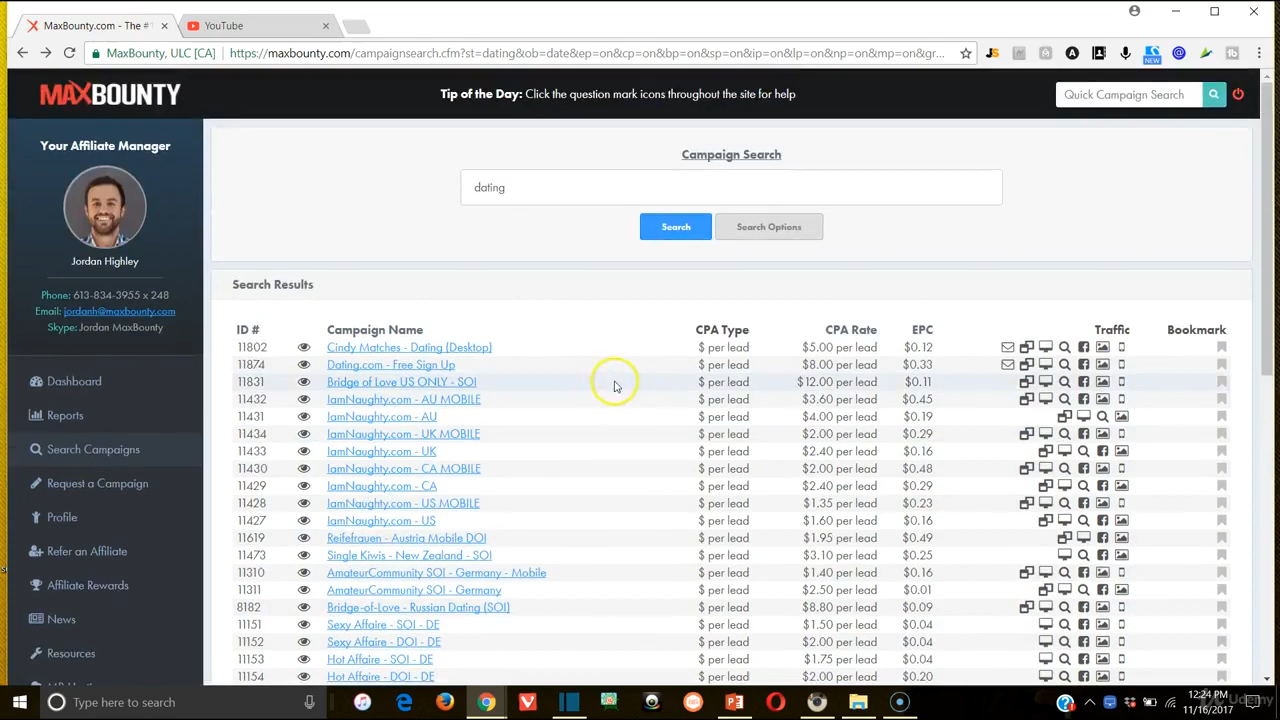 MaxBounty.com - The #1
YouTube
MaxBounty, ULC [CA]
https://maxbounty.com/campaignsearch.cfm?st=dating&ob=date&ep=on&cp=on&bp=on&sp=on&ip=on&lp=on&np=on&mp=on&gr...
JS
A
NEW
MAXBOUNTY
Tip of the Day: Click the question mark icons throughout the site for help
Quick Campaign Search
Your Affiliate Manager
Jordan Highley
Phone: 613-834-3955 x 248
Email: jordanh@maxbounty.com
Skype: Jordan MaxBounty
Dashboard
Reports
Search Campaigns
Request a Campaign
Profile
Refer an Affiliate
Affiliate Rewards
News
Resources
Campaign Search
dating
Search Search Options
Search Results
ID # Campaign Name CPA Type CPA Rate EPC Traffic Bookmark
11802 Cindy Matches - Dating (Desktop) $ per lead $5.00 per lead $0.12
11874 Dating.com - Free Sign Up $ per lead $8.00 per lead $0.33
11831 Bridge of Love US ONLY - SOI $ per lead $12.00 per lead $0.11
11432 IamNaughty.com - AU MOBILE $ per lead $3.60 per lead $0.45
11431 IamNaughty.com - AU $ per lead $4.00 per lead $0.19
11434 IamNaughty.com - UK MOBILE $ per lead $2.00 per lead $0.29
11433 IamNaughty.com - UK $ per lead $2.40 per lead $0.16
11430 IamNaughty.com - CA MOBILE $ per lead $2.00 per lead $0.48
11429 IamNaughty.com - CA $ per lead $2.40 per lead $0.29
11428 IamNaughty.com - US MOBILE $ per lead $1.35 per lead $0.23
11427 IamNaughty.com - US $ per lead $1.60 per lead $0.16
11619 Reifefrauen - Austria Mobile DOI $ per lead $1.95 per lead $0.49
11473 Single Kiwis - New Zealand - SOI $ per lead $3.10 per lead $0.25
11310 AmateurCommunity SOI - Germany - Mobile $ per lead $1.40 per lead $0.16
11311 AmateurCommunity SOI - Germany $ per lead $2.50 per lead $0.01
8182 Bridge-of-Love - Russian Dating (SOI) $ per lead $8.80 per lead $0.09
11151 Sexy Affaire - SOI - DE $ per lead $1.50 per lead $0.04
11152 Sexy Affaire - DOI - DE $ per lead $2.00 per lead $0.04
11153 Hot Affaire - SOI - DE $ per lead $1.75 per lead $0.04
11154 Hot Affaire - DOI - DE $ per lead $2.00 per lead $0.20
Type here to search
12:24 PM
11/16/2017
Udemy